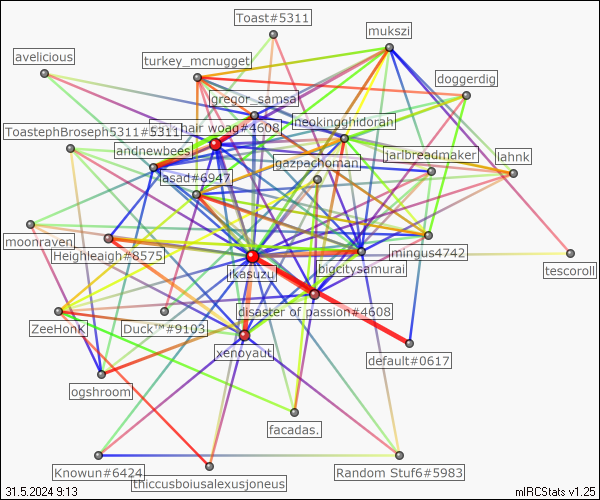 Toast#5311
mukszi
avelicious
turkey_mcnugget
doggerdig
gregor_samsa
neokingghidorah
ToastephBroseph5311#5311
hair woag#4608
andnewbees
gazpachoman
jarlbreadmaker
lahnk
asad#6947
moonraven
Heighleaigh#8575
mingus4742
ikasuzu
bigcitysamurai
tescoroll
disaster of passion#4608
ZeeHonK
Duck™#9103
xenoyaut
default#0617
ogshroom
facadas.
Knowun#6424
thiccusboiusalexusjoneus
Random Stuf6#5983
31.5.2024 9:13
mIRCStats v1.25